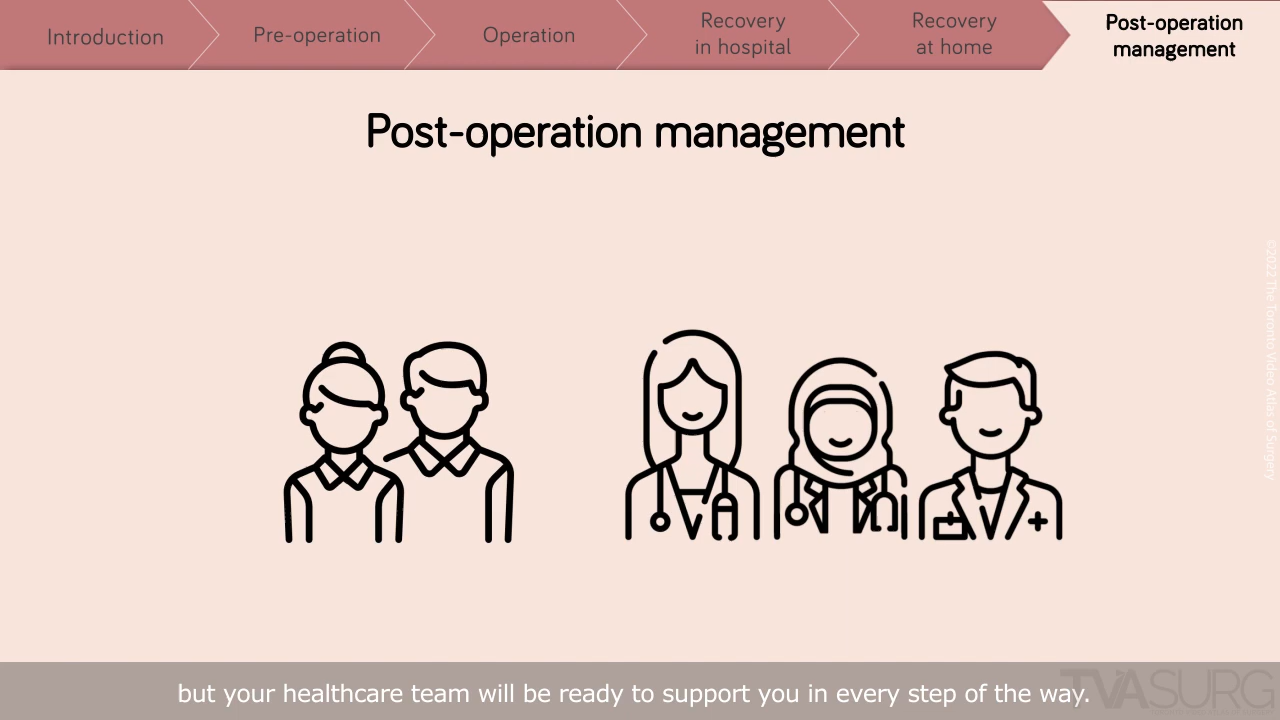 Introduction
Pre-operation
Operation
Recovery
in hospital
Recovery
at home
Post-operation
management
Post-operation management
©2022 The Toronto Video Atlas of Surgery
but your healthcare team will be ready to support you in every step of the way.
TVASURG